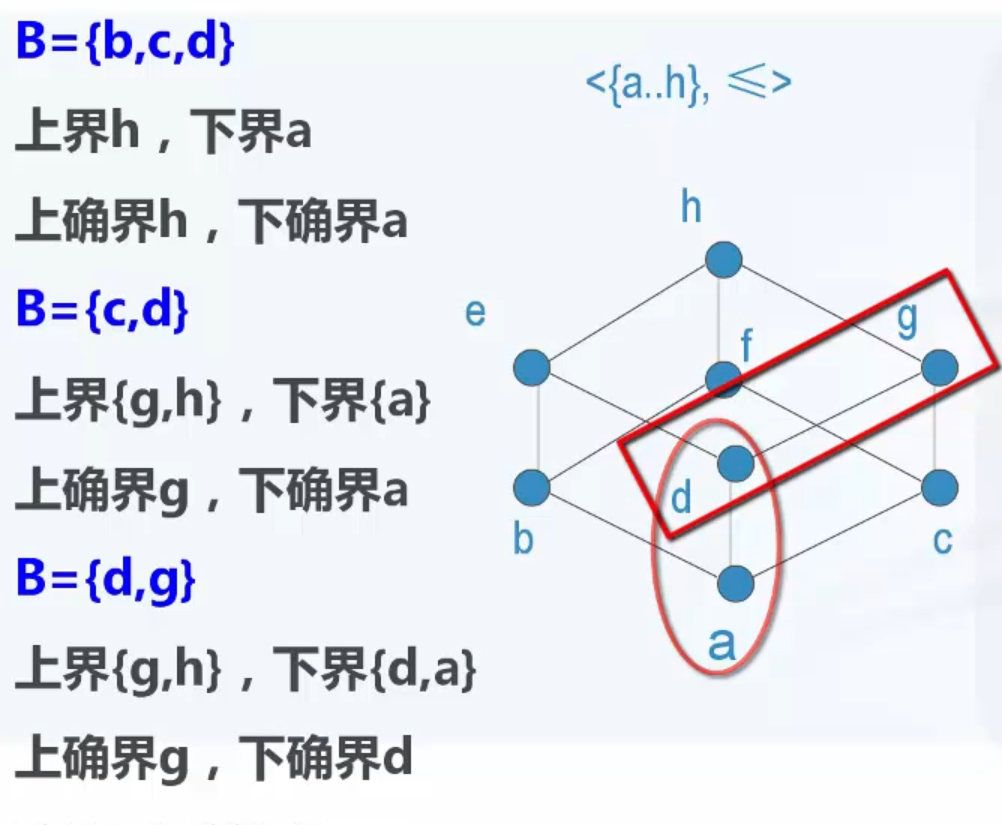 B={b,c,d}
上界h，下界a
上确界h，下确界a
B={c,d}
上界{g,h}，下界{a}
上确界g，下确界a
B={d,g}
上界{g,h}，下界{d,a}
上确界g，下确界d
<{a..h}, ≤>
h
e
g
f
d
b
c
a